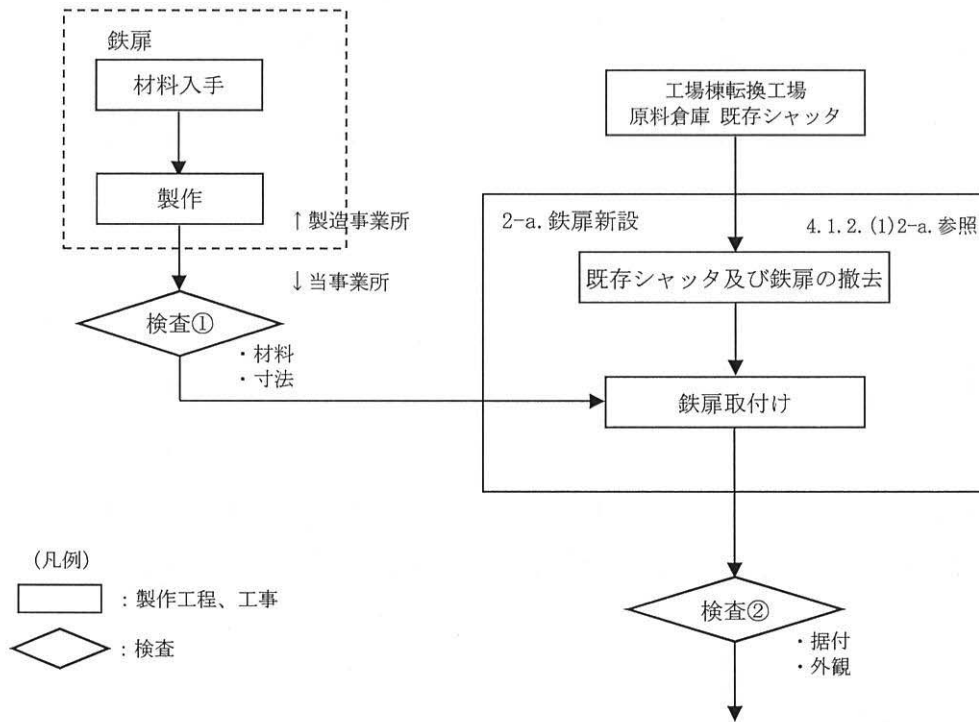 鉄扉
材料入手
製作
↑製造事業所
↓当事業所
検査①
・材料
・寸法
工場棟転換工場
原料倉庫 既存シャッタ
2-a.鉄扉新設
4.1.2.(1)2-a.参照
既存シャッタ及び鉄扉の撤去
鉄扉取付け
検査②
・据付
・外観
(凡例)
：製作工程、工事
：検査